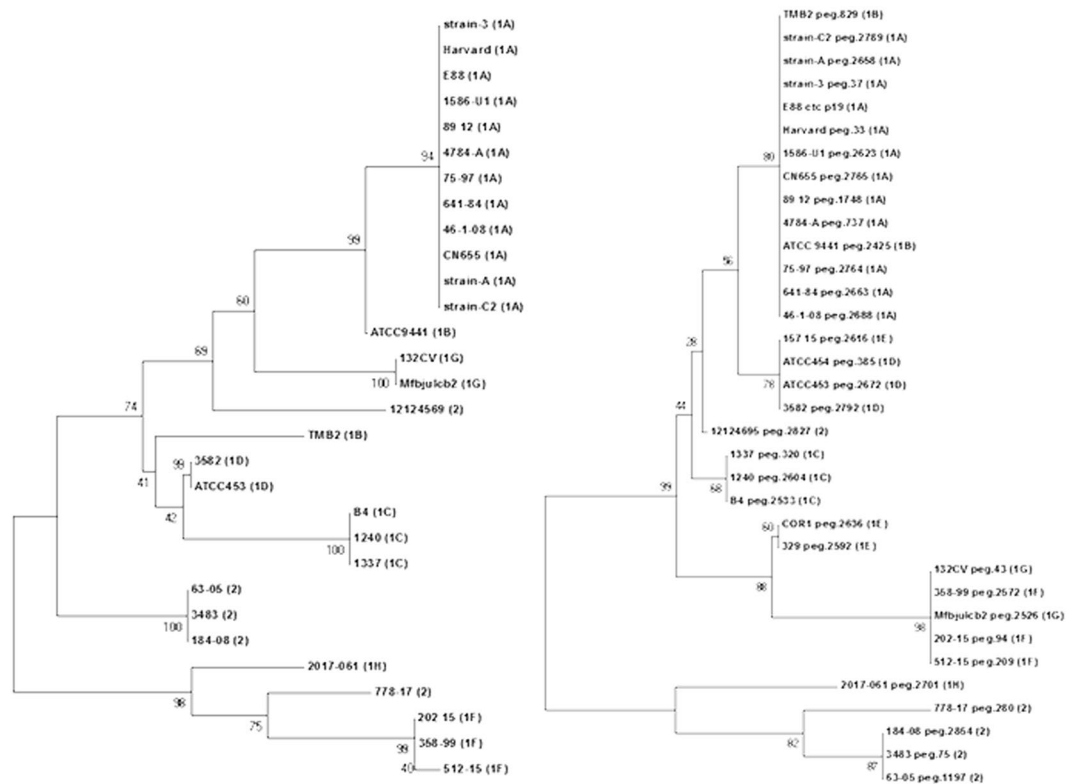 strain-3 (1A)
Harvard (1A)
E88 (1A)
1586-U1 (1A)
89 12 (1A)
94
4784-A (1A)
75-97 (1A)
641-84 (1A)
46-1-08 (1A)
99
CN655 (1A)
strain-A (1A)
60
strain-C2 (1A)
ATCC9441 (1B)
69
132CV (1G)
100
Mfbjulcb2 (1G)
74
12124569 (2)
TMB2 (1B)
99
3582 (1D)
41
ATCC453 (1D)
42
B4 (1C)
1240 (1C)
100
1337 (1C)
63-05 (2)
3483 (2)
100
184-08 (2)
2017-061 (1H)
98
778-17 (2)
75
202 15 (1F)
358-99 (1F)
99
40
512-15 (1F)
TMB2 peg.829 (1B)
strain-C2 peg.2789 (1A)
strain-A peg.2658 (1A)
strain-3 peg.37 (1A)
E88 ctc p19 (1A)
Harvard peg.33 (1A)
80
1586-U1 peg.2623 (1A)
CN655 peg.2765 (1A)
89 12 peg.1748 (1A)
4784-A peg.737 (1A)
ATCC 9441 peg.2425 (1B)
56
75-97 peg.2764 (1A)
641-84 peg.2663 (1A)
46-1-08 peg.2688 (1A)
28
157 15 peg.2616 (1E)
ATCC454 peg.385 (1D)
78
ATCC453 peg.2672 (1D)
3582 peg.2792 (1D)
44
12124695 peg.2827 (2)
1337 peg.320 (1C)
1240 peg.2604 (1C)
68
B4 peg.2533 (1C)
99
60
COR1 peg.2636 (1E)
329 peg.2592 (1E)
88
132CV peg.43 (1G)
358-99 peg.2572 (1F)
Mfbjulcb2 peg.2526 (1G)
98
202-15 peg.94 (1F)
512-15 peg.209 (1F)
2017-061 peg.2701 (1H)
778-17 peg.280 (2)
82
184-08 peg.2864 (2)
3483 peg.75 (2)
87
63-05 peg.1197 (2)